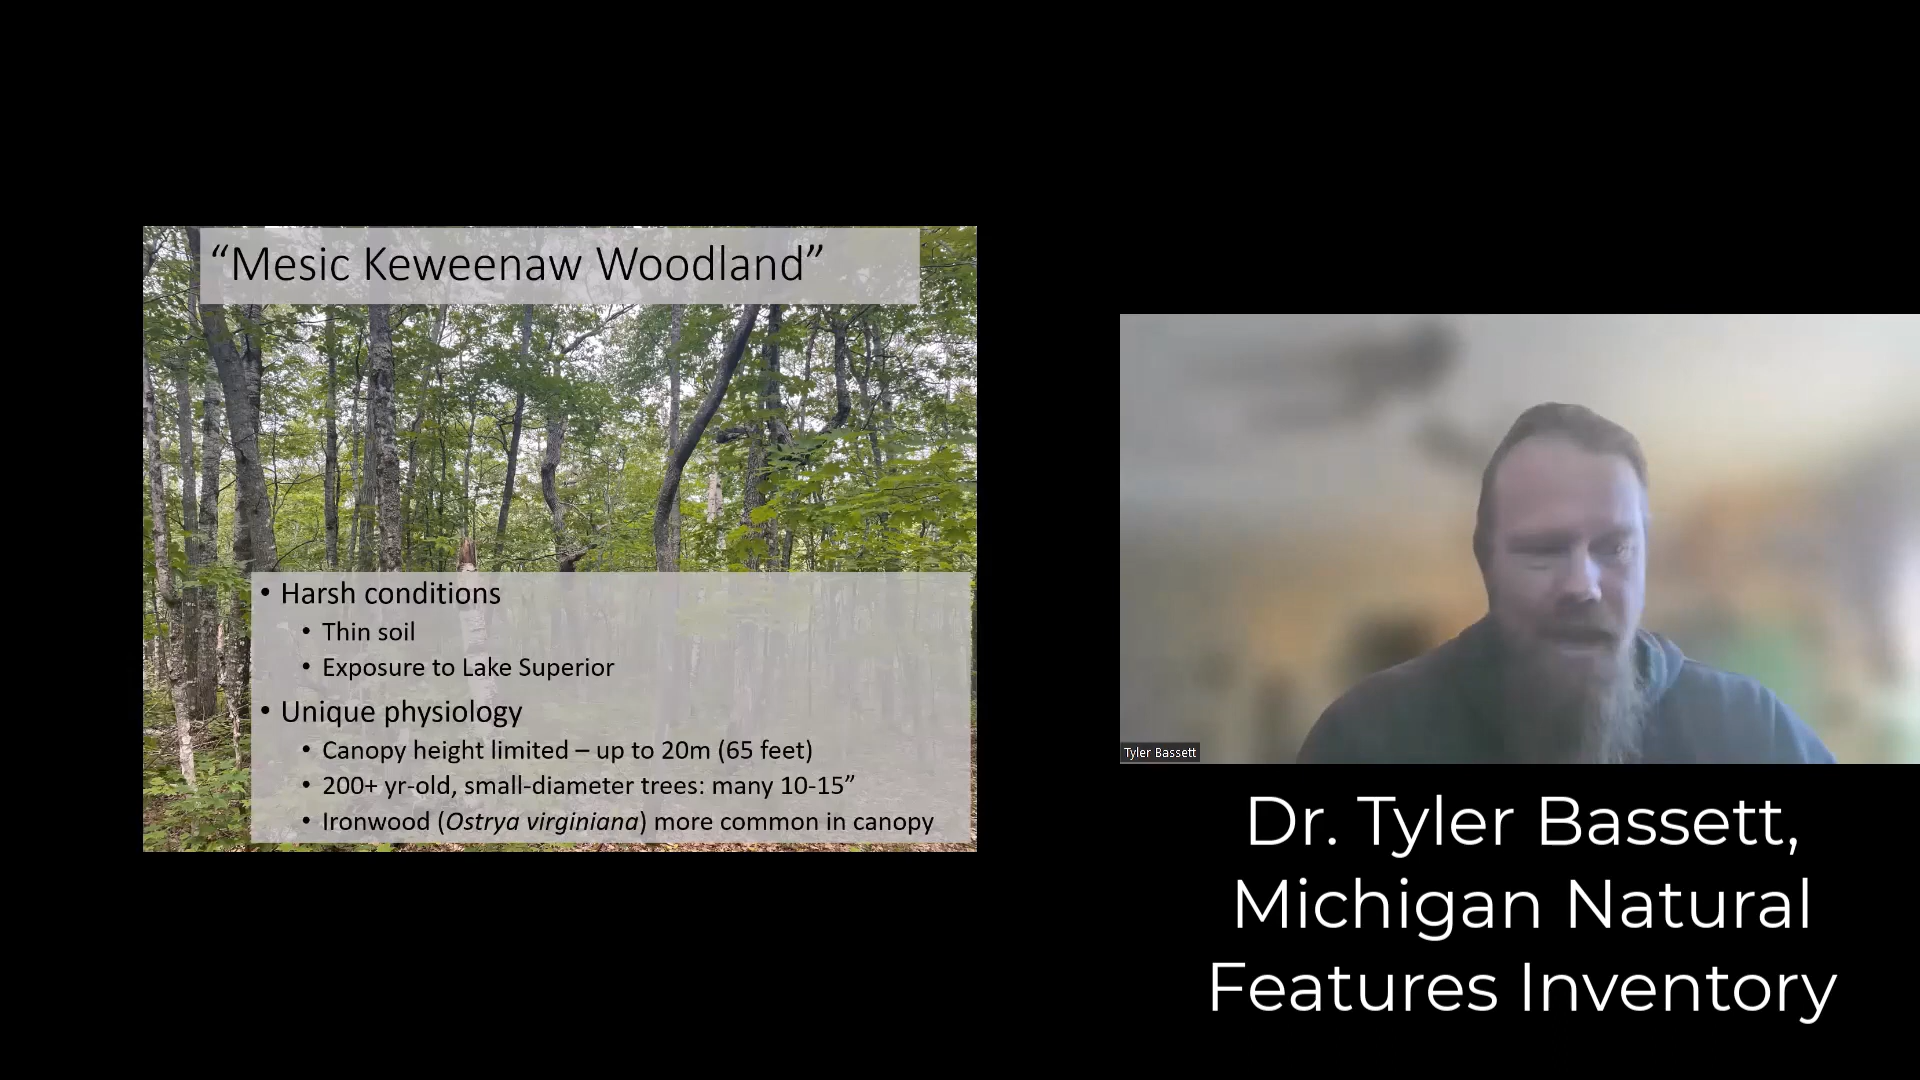 “Mesic Keweenaw Woodland”
• Harsh conditions
• Thin soil
• Exposure to Lake Superior
• Unique physiology
• Canopy height limited – up to 20m (65 feet)
• 200+ yr-old, small-diameter trees: many 10-15”
• Ironwood (Ostrya virginiana) more common in canopy
Tyler Bassett
Dr. Tyler Bassett,
Michigan Natural
Features Inventory